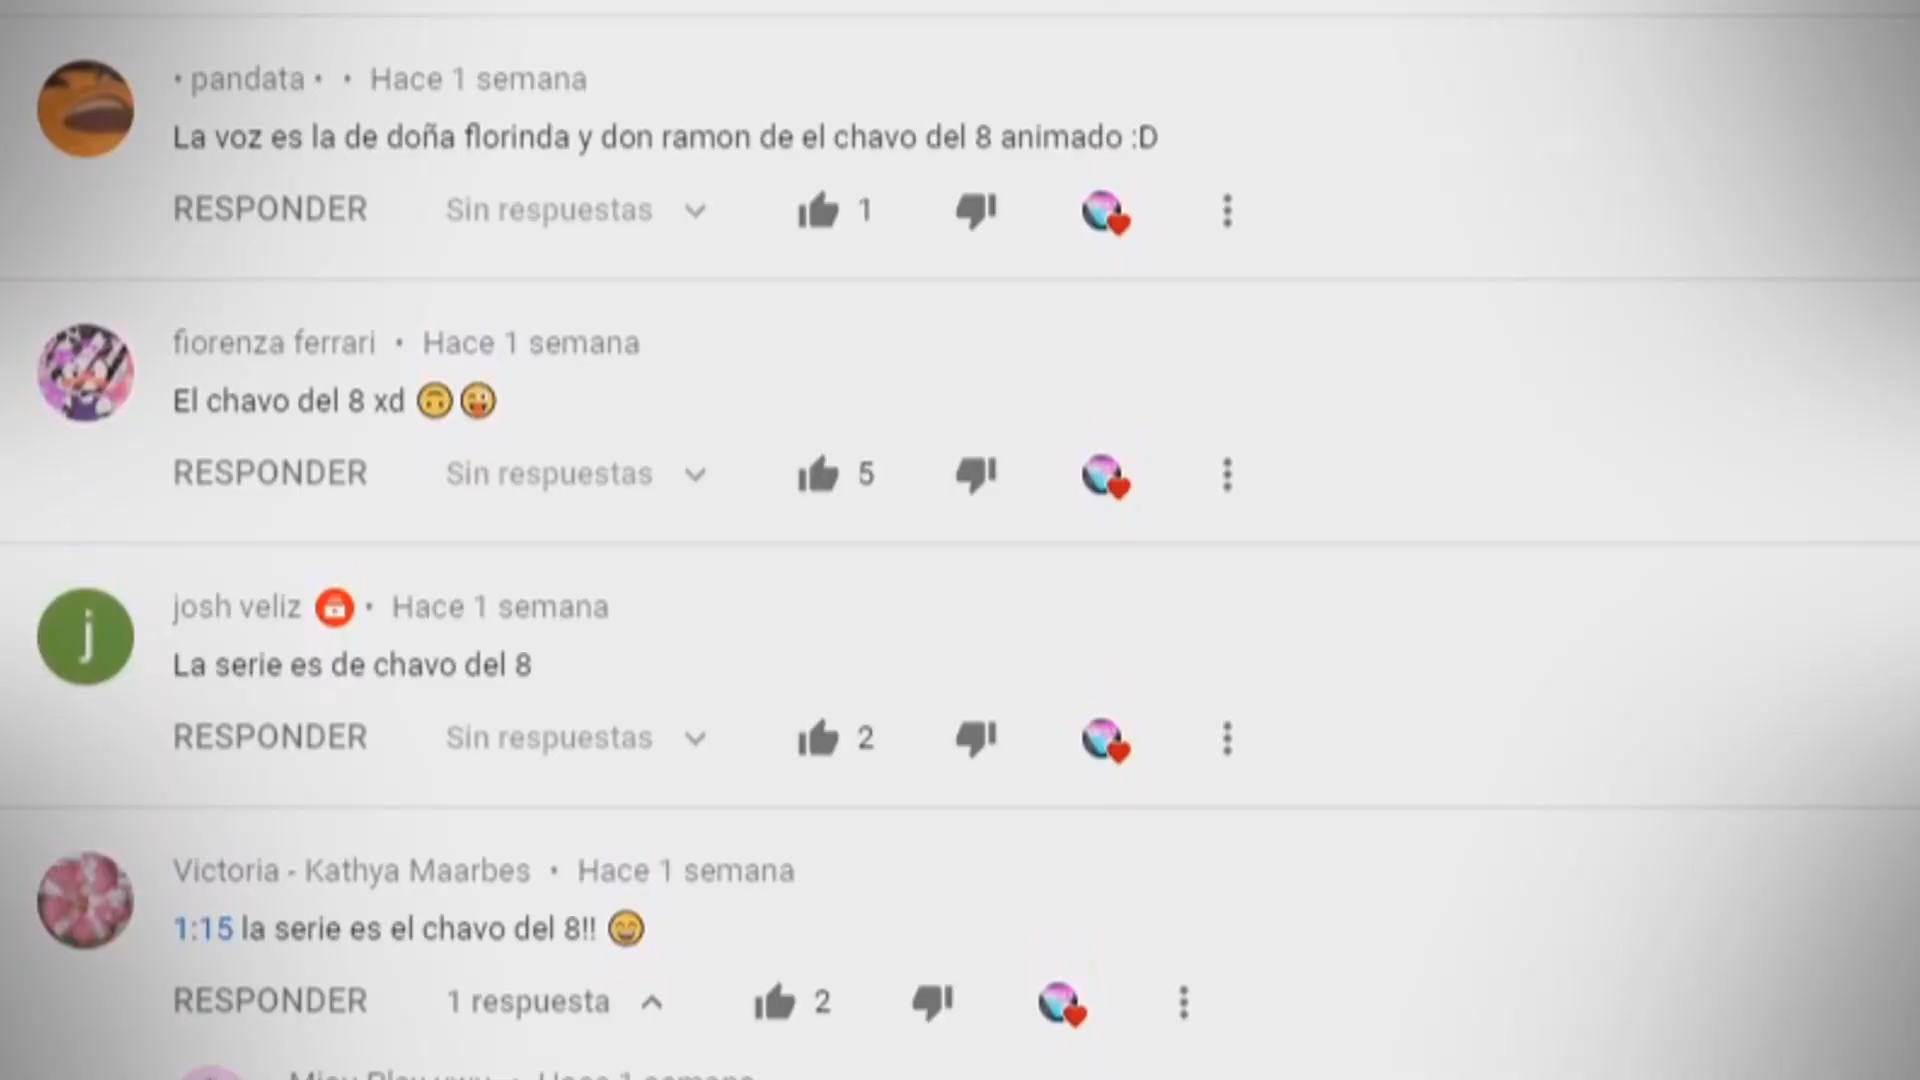 • pandata • • Hace 1 semana
La voz es la de doña florinda y don ramon de el chavo del 8 animado :D
RESPONDER Sin respuestas 1
fiorenza ferrari • Hace 1 semana
El chavo del 8 xd 🙃😜
RESPONDER Sin respuestas 5
j
josh veliz • Hace 1 semana
La serie es de chavo del 8
RESPONDER Sin respuestas 2
Victoria - Kathya Maarbes • Hace 1 semana
1:15 la serie es el chavo del 8!! 😄
RESPONDER 1 respuesta 2
Hace 1 semana